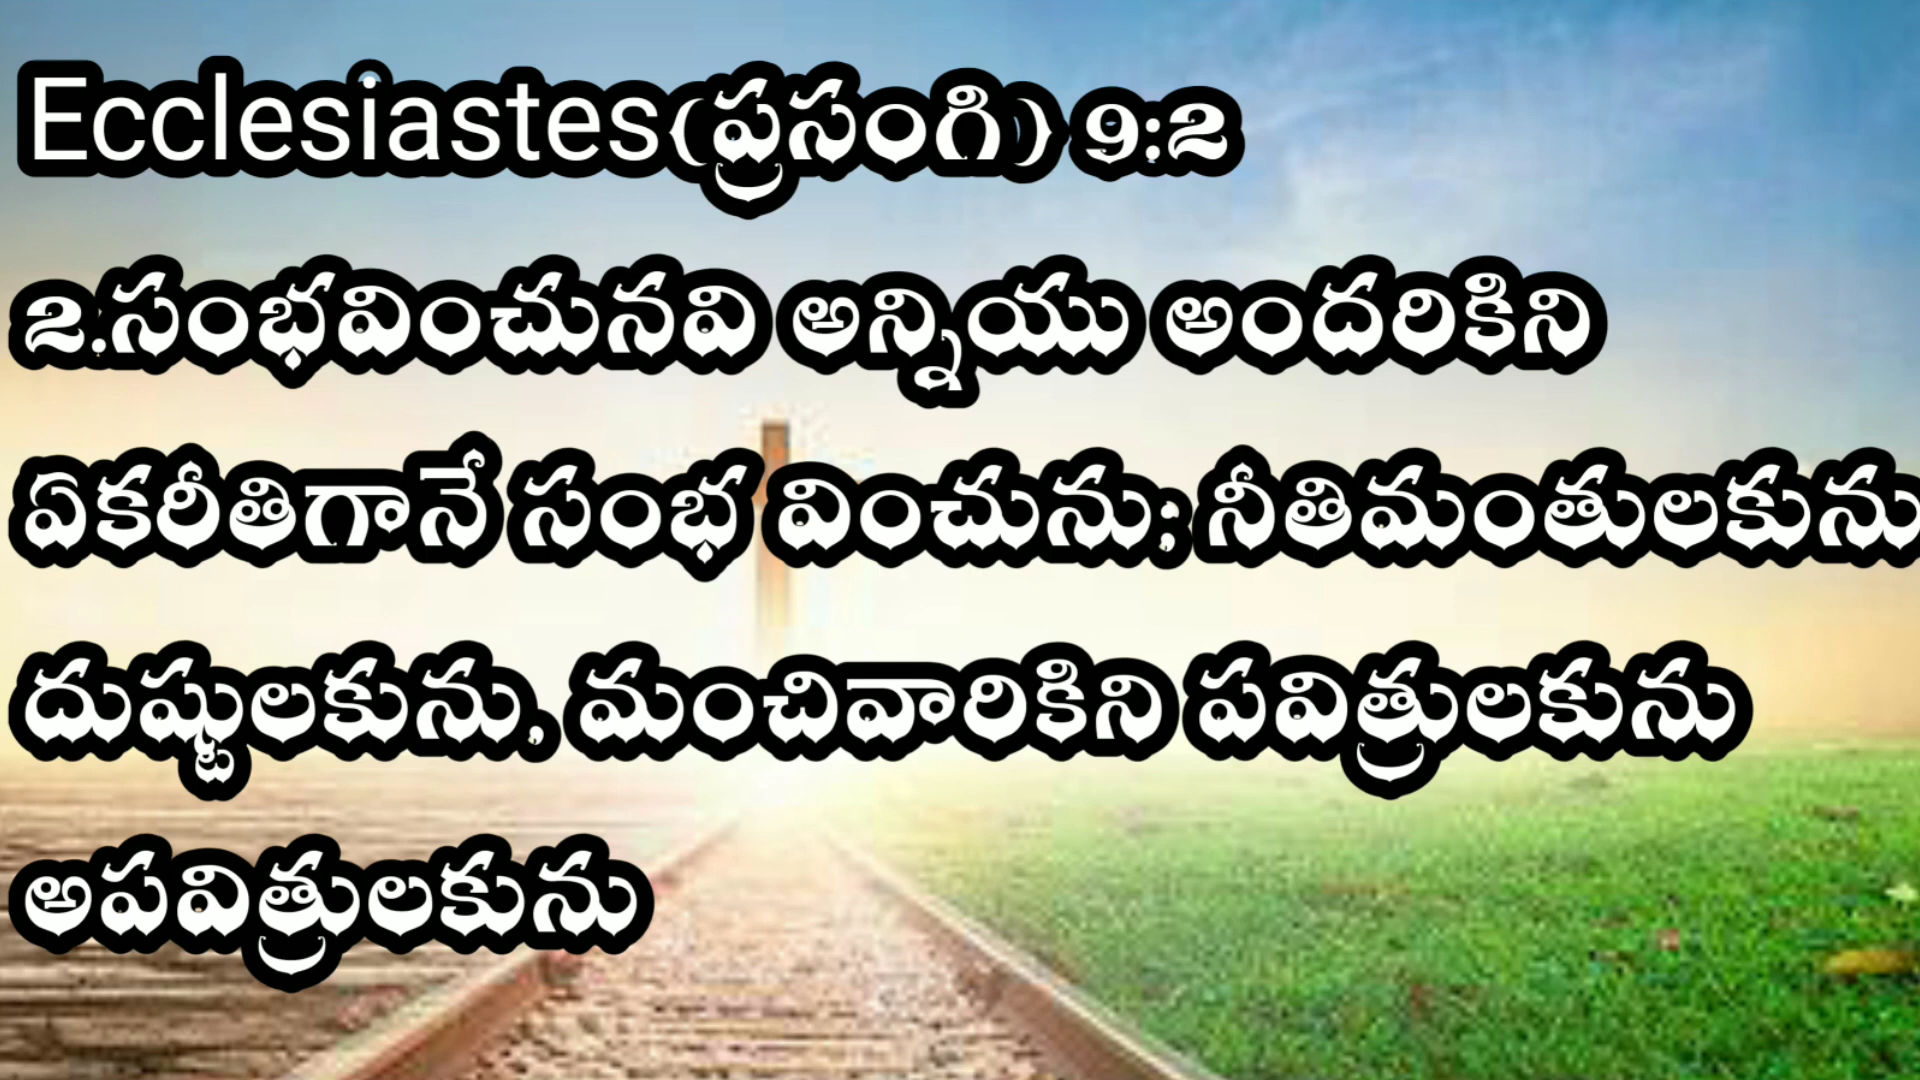 Ecclesiastes(ప్రసంగి) 9:2
2.సంభవించునవి అన్నియు అందరికిని
ఏకరీతిగానే సంభ వించును; నీతిమంతులకును
దుష్టులకును, మంచివారికిని పవిత్రులకును
అపవిత్రులకును